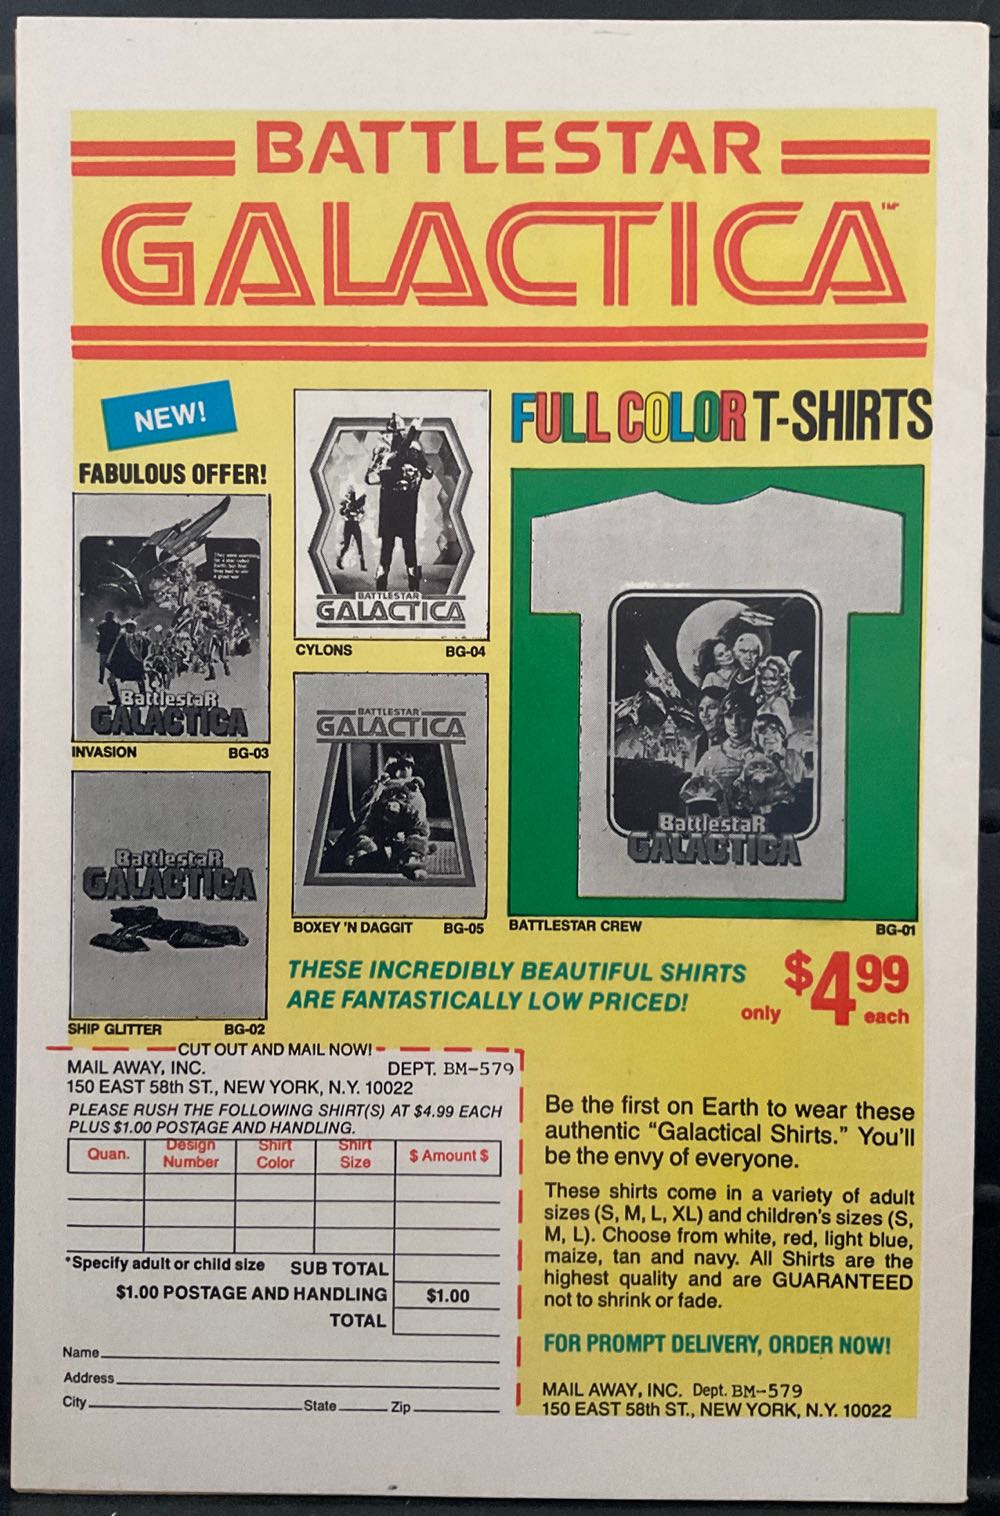 BATTLESTAR
GALACTICA™
NEW!
FABULOUS OFFER!
FULL COLOR T-SHIRTS
BattlestaR
GALACTICA
INVASION BG-03
BATTLESTAR
GALACTICA
CYLONS BG-04
BattlestaR
GALACTICA
SHIP GLITTER BG-02
BATTLESTAR
GALACTICA
BOXEY 'N DAGGIT BG-05
BattlestaR
GALACTICA
BATTLESTAR CREW BG-01
THESE INCREDIBLY BEAUTIFUL SHIRTS
ARE FANTASTICALLY LOW PRICED!
only $4.99 each
CUT OUT AND MAIL NOW!
MAIL AWAY, INC. DEPT. BM-579
150 EAST 58th ST., NEW YORK, N.Y. 10022
PLEASE RUSH THE FOLLOWING SHIRT(S) AT $4.99 EACH
PLUS $1.00 POSTAGE AND HANDLING.
Quan. Design Number Shirt Color Shirt Size $ Amount $
*Specify adult or child size SUB TOTAL
$1.00 POSTAGE AND HANDLING $1.00
TOTAL
Name
Address
City State Zip
Be the first on Earth to wear these
authentic “Galactical Shirts.” You'll
be the envy of everyone.
These shirts come in a variety of adult
sizes (S, M, L, XL) and children's sizes (S,
M, L). Choose from white, red, light blue,
maize, tan and navy. All Shirts are the
highest quality and are GUARANTEED
not to shrink or fade.
FOR PROMPT DELIVERY, ORDER NOW!
MAIL AWAY, INC. Dept. BM-579
150 EAST 58th ST., NEW YORK, N.Y. 10022